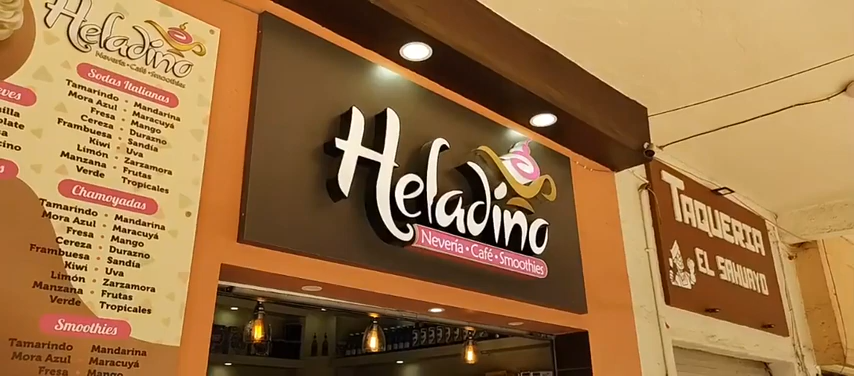 Heladino
Nevería • Café • Smoothies
Sodas Italianas
Tamarindo • Mandarina
Mora Azul • Maracuyá
Fresa • Mango
Cereza • Durazno
Frambuesa • Sandía
Kiwi • Uva
Limón • Zarzamora
Manzana • Frutas
Verde Tropicales
Chamoyadas
Tamarindo • Mandarina
Mora Azul • Maracuyá
Fresa • Mango
Cereza • Durazno
Frambuesa • Sandía
Kiwi • Uva
Limón • Zarzamora
Manzana • Frutas
Verde • Tropicales
Smoothies
Tamarindo • Mandarina
Mora Azul • Maracuyá
Fresa • Mango
Heladino
Nevería • Café • Smoothies
TAQUERIA
EL SAHUAYO